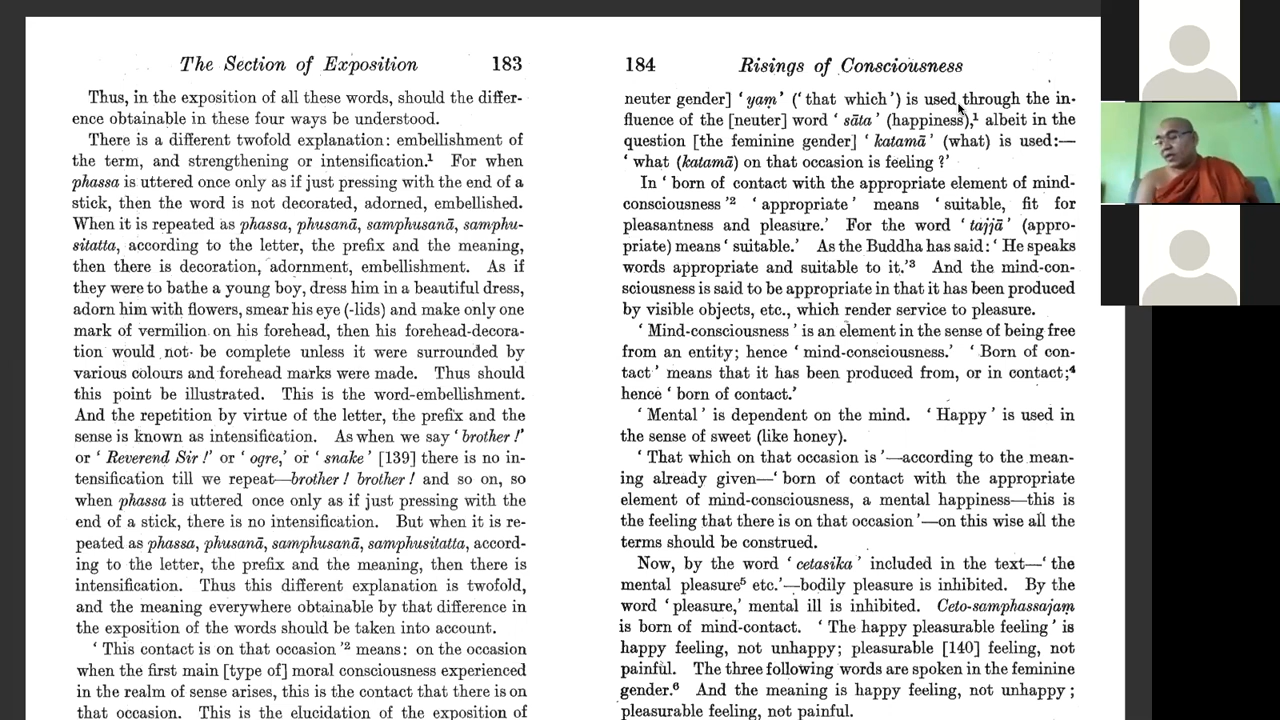 The Section of Exposition 183
Thus, in the exposition of all these words, should the differ-
ence obtainable in these four ways be understood.
There is a different twofold explanation: embellishment of
the term, and strengthening or intensification.¹ For when
phassa is uttered once only as if just pressing with the end of a
stick, then the word is not decorated, adorned, embellished.
When it is repeated as phassa, phusanā, samphusanā, samphu-
sitatta, according to the letter, the prefix and the meaning,
then there is decoration, adornment, embellishment. As if
they were to bathe a young boy, dress him in a beautiful dress,
adorn him with flowers, smear his eye (-lids) and make only one
mark of vermilion on his forehead, then his forehead-decora-
tion would not be complete unless it were surrounded by
various colours and forehead marks were made. Thus should
this point be illustrated. This is the word-embellishment.
And the repetition by virtue of the letter, the prefix and the
sense is known as intensification. As when we say ‘ brother !’
or ‘ Reverend Sir !’ or ‘ ogre,’ or ‘ snake ’ [139] there is no in-
tensification till we repeat—brother ! brother ! and so on, so
when phassa is uttered once only as if just pressing with the
end of a stick, there is no intensification. But when it is re-
peated as phassa, phusanā, samphusanā, samphusitatta, accord-
ing to the letter, the prefix and the meaning, then there is
intensification. Thus this different explanation is twofold,
and the meaning everywhere obtainable by that difference in
the exposition of the words should be taken into account.
‘ This contact is on that occasion ’² means: on the occasion
when the first main [type of] moral consciousness experienced
in the realm of sense arises, this is the contact that there is on
that occasion. This is the elucidation of the exposition of
184 Risings of Consciousness
neuter gender] ‘ yaṃ ’ (‘ that which ’) is used through the in-
fluence of the [neuter] word ‘ sāta ’ (happiness),¹ albeit in the
question [the feminine gender] ‘ katamā ’ (what) is used:—
‘ what (katamā) on that occasion is feeling ?’
In ‘ born of contact with the appropriate element of mind-
consciousness ’² ‘ appropriate ’ means ‘ suitable, fit for
pleasantness and pleasure.’ For the word ‘ tajjā ’ (appro-
priate) means ‘ suitable.’ As the Buddha has said: ‘ He speaks
words appropriate and suitable to it.’³ And the mind-con-
sciousness is said to be appropriate in that it has been produced
by visible objects, etc., which render service to pleasure.
‘ Mind-consciousness ’ is an element in the sense of being free
from an entity; hence ‘ mind-consciousness.’ ‘ Born of con-
tact ’ means that it has been produced from, or in contact;⁴
hence ‘ born of contact.’
‘ Mental ’ is dependent on the mind. ‘ Happy ’ is used in
the sense of sweet (like honey).
‘ That which on that occasion is ’—according to the mean-
ing already given—‘ born of contact with the appropriate
element of mind-consciousness, a mental happiness—this is
the feeling that there is on that occasion ’—on this wise all the
terms should be construed.
Now, by the word ‘ cetasika ’ included in the text—‘ the
mental pleasure⁵ etc.’—bodily pleasure is inhibited. By the
word ‘ pleasure,’ mental ill is inhibited. Ceto-samphassajaṃ
is born of mind-contact. ‘ The happy pleasurable feeling ’ is
happy feeling, not unhappy; pleasurable [140] feeling, not
painful. The three following words are spoken in the feminine
gender.⁶ And the meaning is happy feeling, not unhappy ;
pleasurable feeling, not painful.